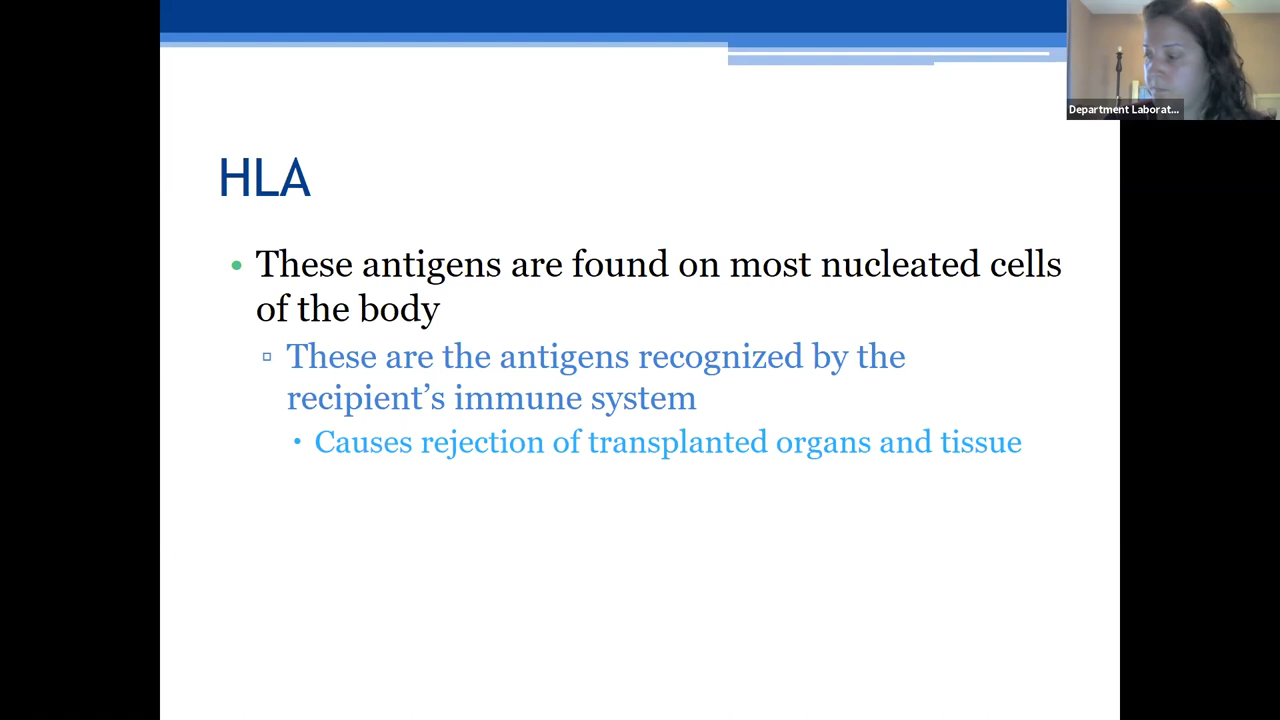 Department Laborat...
HLA
• These antigens are found on most nucleated cells
of the body
▫ These are the antigens recognized by the
recipient’s immune system
• Causes rejection of transplanted organs and tissue